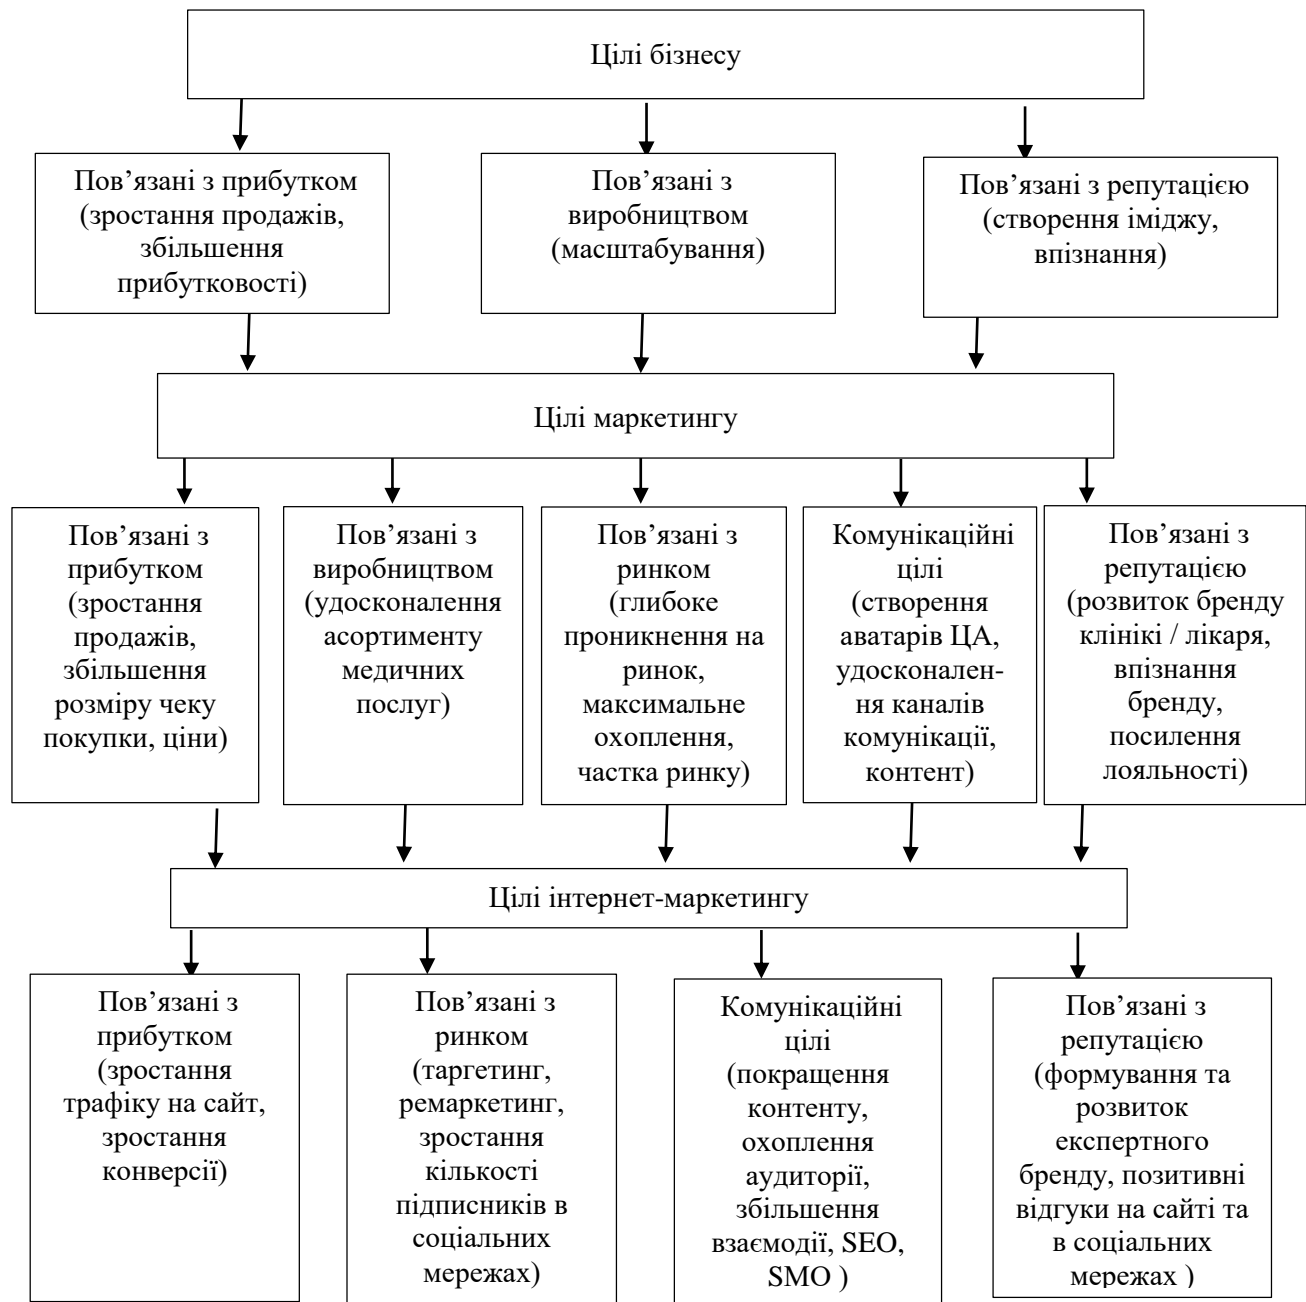 Цілі бізнесу
Пов’язані з прибутком
(зростання продажів,
збільшення
прибутковості)
Пов’язані з
виробництвом
(масштабування)
Пов’язані з репутацією
(створення іміджу,
впізнання)
Цілі маркетингу
Пов’язані з
прибутком
(зростання
продажів,
збільшення
розміру чеку
покупки, ціни)
Пов’язані з
виробництвом
(удосконалення
асортименту
медичних
послуг)
Пов’язані з
ринком
(глибоке
проникнення на
ринок,
максимальне
охоплення,
частка ринку)
Комунікаційні
цілі
(створення
аватарів ЦА,
удосконален-
ня каналів
комунікації,
контент)
Пов’язані з
репутацією
(розвиток бренду
клінікі / лікаря,
впізнання
бренду,
посилення
лояльності)
Цілі інтернет-маркетингу
Пов’язані з
прибутком
(зростання
трафіку на сайт,
зростання
конверсії)
Пов’язані з
ринком
(таргетинг,
ремаркетинг,
зростання
кількості
підписників в
соціальних
мережах)
Комунікаційні
цілі
(покращення
контенту,
охоплення
аудиторії,
збільшення
взаємодії, SEO,
SMO )
Пов’язані з
репутацією
(формування та
розвиток
експертного
бренду, позитивні
відгуки на сайті та
в соціальних
мережах )